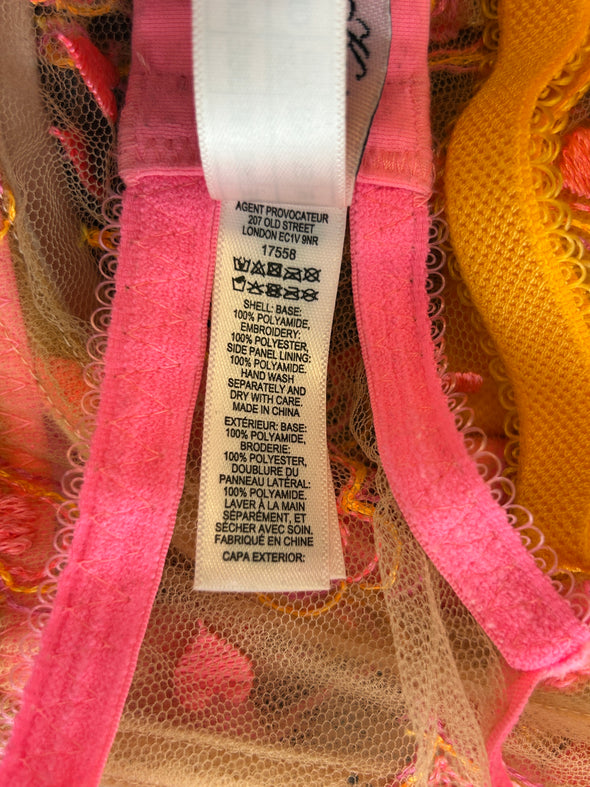 AGENT PROVOCATEUR
207 OLD STREET
LONDON EC1V 9NR
17558
SHELL: BASE:
100% POLYAMIDE,
EMBROIDERY:
100% POLYESTER,
SIDE PANEL LINING:
100% POLYAMIDE.
HAND WASH
SEPARATELY AND
DRY WITH CARE.
MADE IN CHINA
EXTÉRIEUR: BASE:
100% POLYAMIDE,
BRODERIE:
100% POLYESTER,
DOUBLURE DU
PANNEAU LATÉRAL:
100% POLYAMIDE.
LAVER À LA MAIN
SÉPARÉMENT, ET
SÉCHER AVEC SOIN.
FABRIQUÉ EN CHINE
CAPA EXTERIOR: